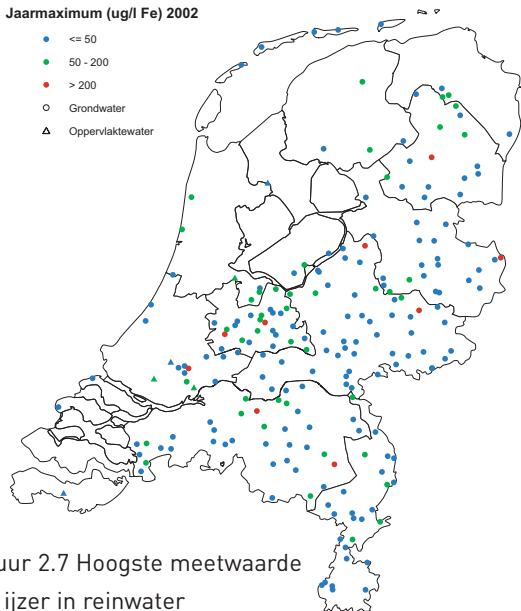 Jaarmaximum (ug/l Fe) 2002
<= 50
50 - 200
> 200
Grondwater
Oppervlaktewater
uur 2.7 Hoogste meetwaarde
ijzer in reinwater